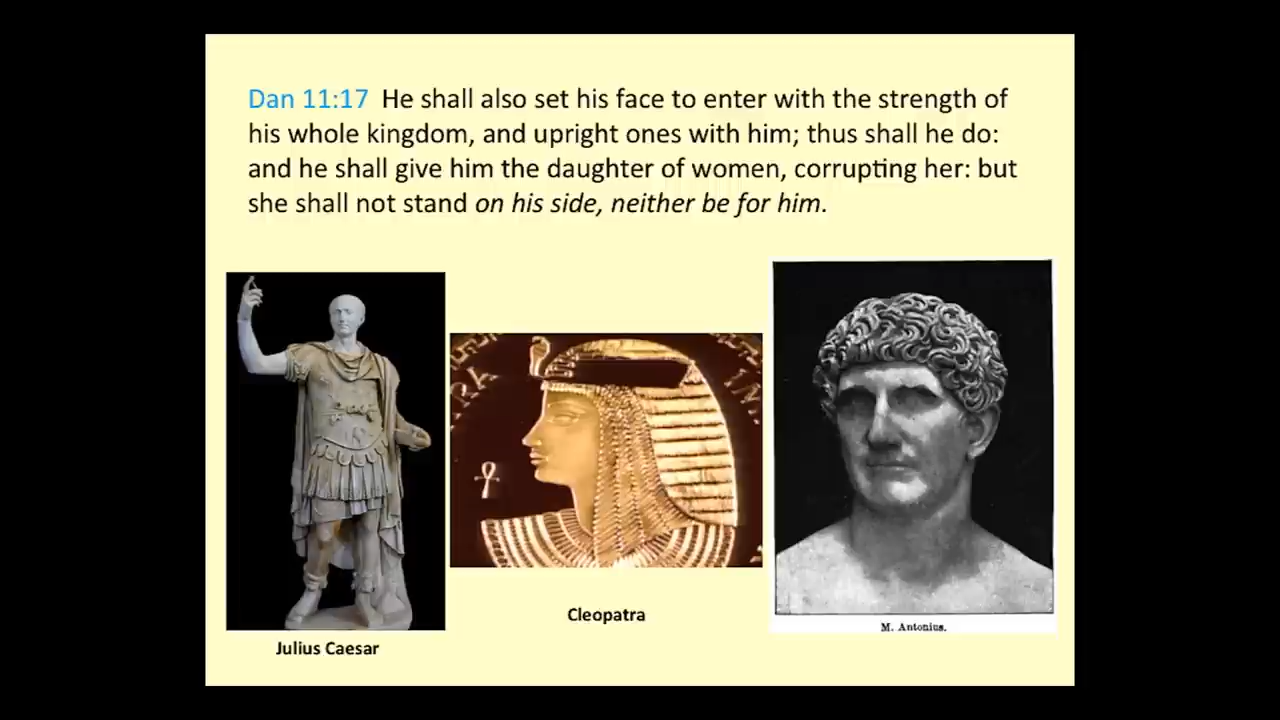 Dan 11:17 He shall also set his face to enter with the strength of
his whole kingdom, and upright ones with him; thus shall he do:
and he shall give him the daughter of women, corrupting her: but
she shall not stand on his side, neither be for him.
Cleopatra
M. Antonius.
Julius Caesar